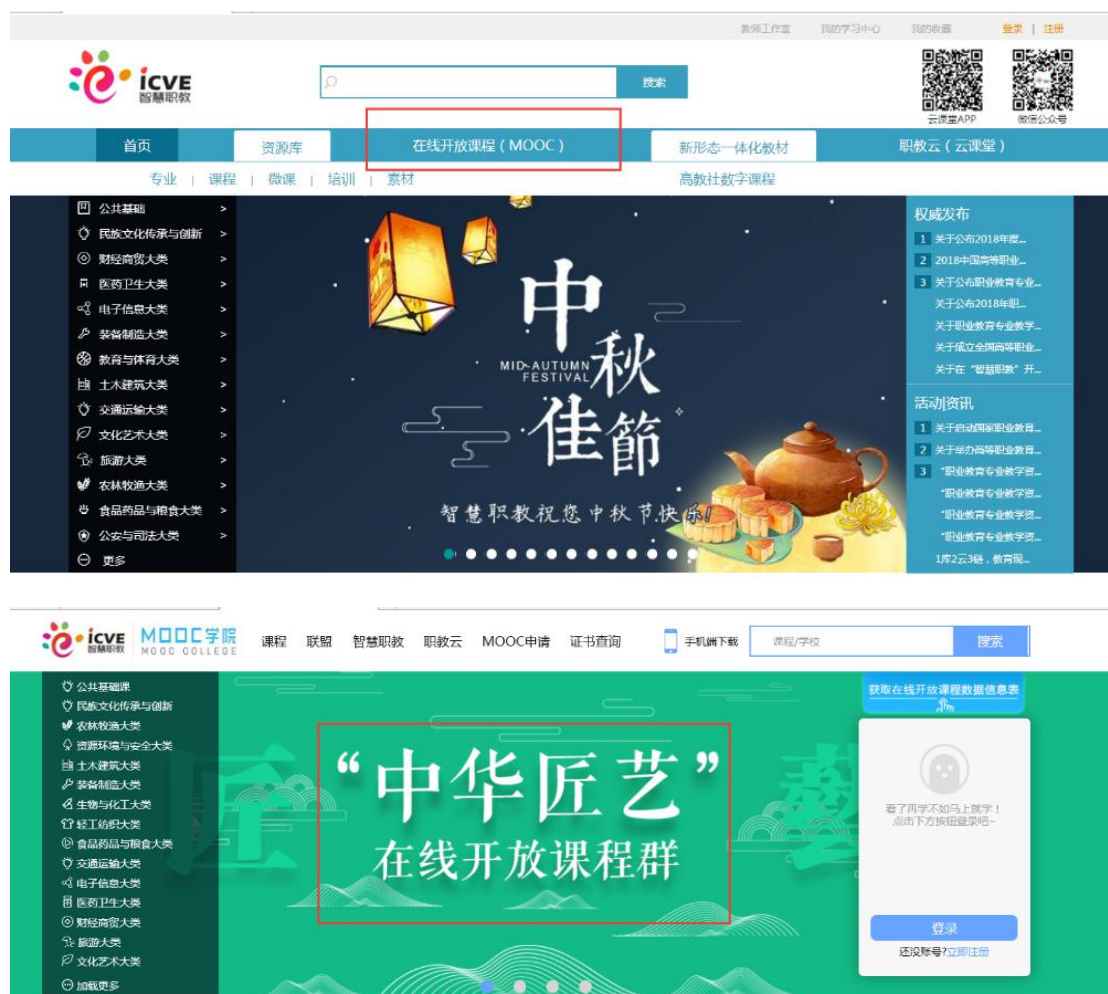 教师工作室 我的学习中心 我的收藏 登录 | 注册
icve
智慧职教
搜索
云课堂APP 微信公众号
首页 资源库 在线开放课程（MOOC） 新形态一体化教材 职教云（云课堂）
专业 | 课程 | 微课 | 培训 | 素材 高教社数字课程
公共基础 >
民族文化传承与创新 >
财经商贸大类 >
医药卫生大类 >
电子信息大类 >
装备制造大类 >
教育与体育大类 >
土木建筑大类 >
交通运输大类 >
文化艺术大类 >
旅游大类 >
农林牧渔大类 >
食品药品与粮食大类 >
公安与司法大类 >
更多
中秋佳節
MID-AUTUMN
FESTIVAL
智慧职教祝您中秋节快乐!
权威发布
1 关于公布2018年度...
2 2018中国高等职业...
3 关于公布职业教育专业...
关于公布2018年职...
关于职业教育专业教学...
关于成立全国高等职业...
关于在“智慧职教”开...
活动|资讯
1 关于启动国家职业教育...
2 关于举办高等职业教育...
3 “职业教育专业教学资...
“职业教育专业教学资...
“职业教育专业教学资...
“职业教育专业教学资...
1库2云3链，教育现...
icve 智慧职教 MOOC学院 MOOC COLLEGE 课程 联盟 智慧职教 职教云 MOOC申请 证书查询 手机端下载 课程/学校 搜索
公共基础课
民族文化传承与创新
农林牧渔大类
资源环境与安全大类
土木建筑大类
装备制造大类
生物与化工大类
轻工纺织大类
食品药品与粮食大类
交通运输大类
电子信息大类
医药卫生大类
财经商贸大类
旅游大类
文化艺术大类
加载更多
匠 藝
“中华匠艺”
在线开放课程群
获取在线开放课程数据信息表
看了再学不如马上就学！
点击下方按钮登录吧~
登录
还没账号?立即注册